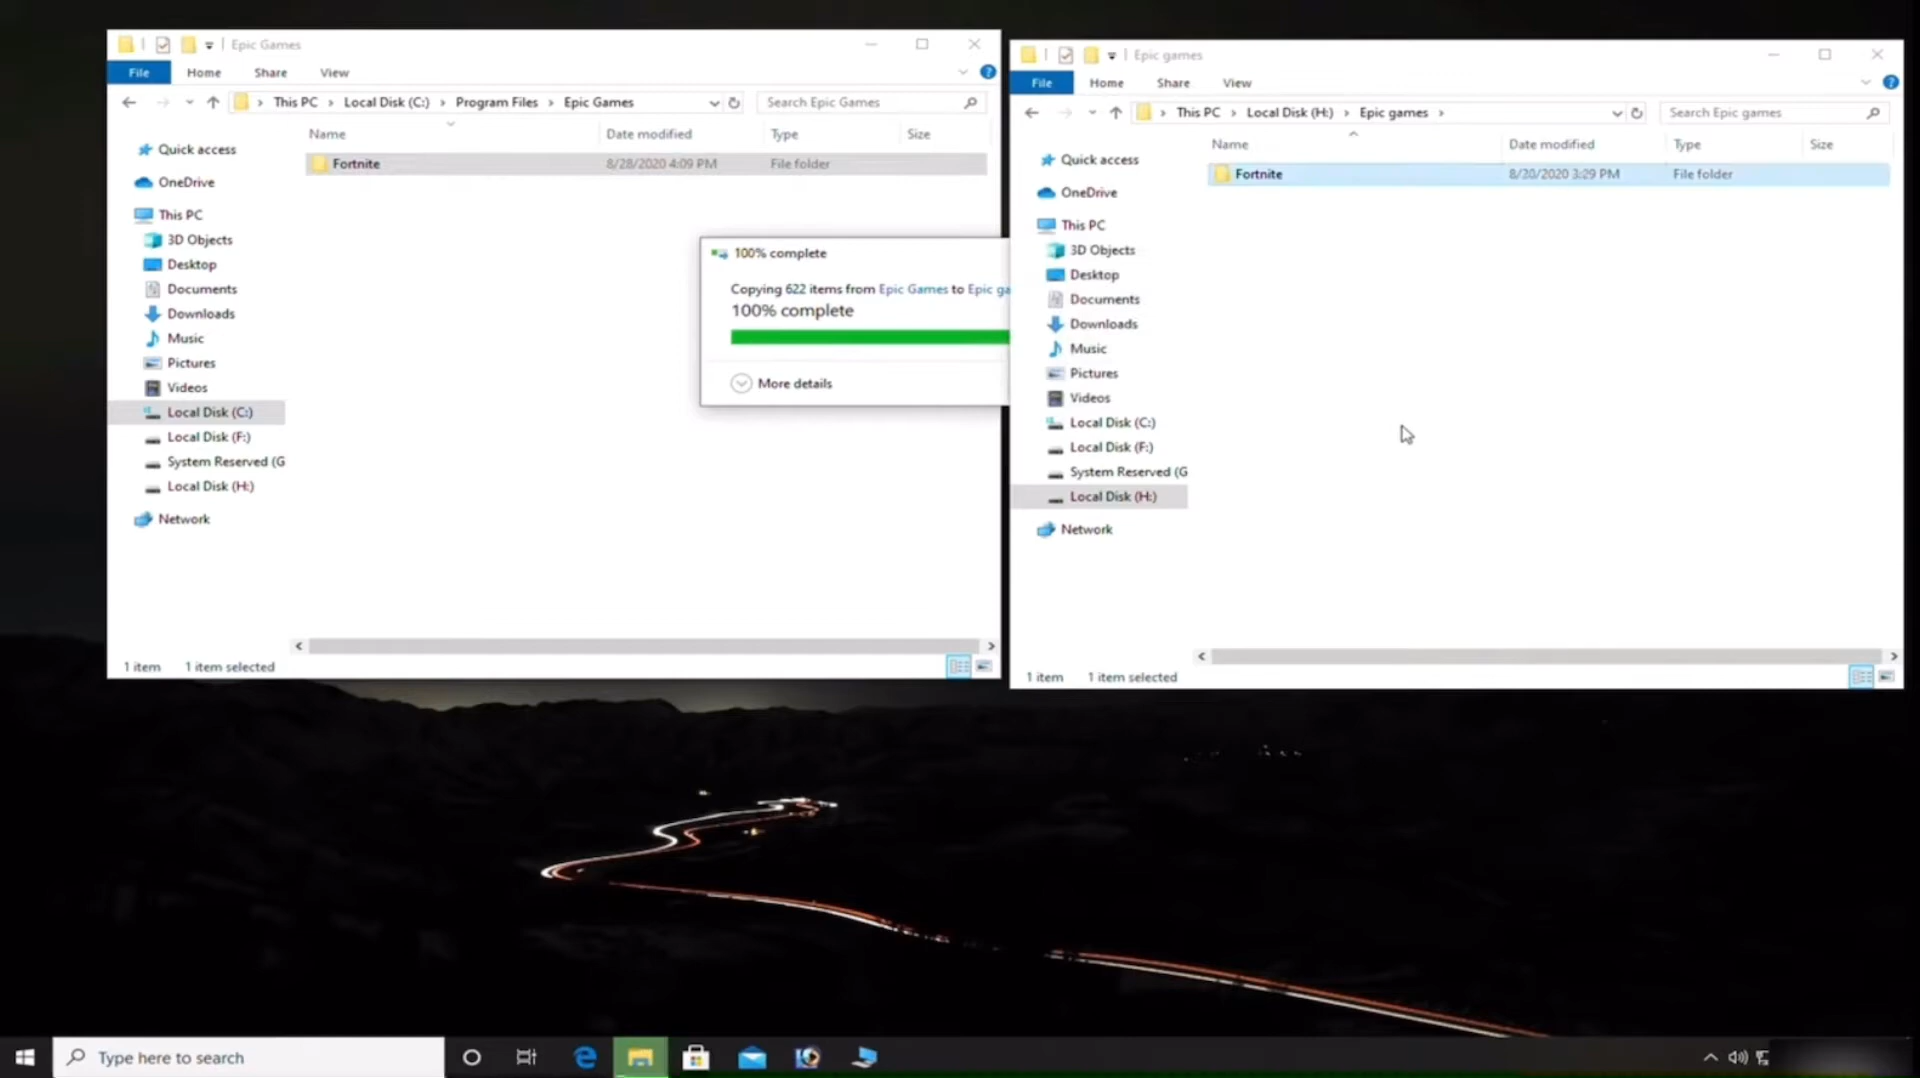 Epic Games
File Home Share View
This PC > Local Disk (C:) > Program Files > Epic Games
Search Epic Games
Name Date modified Type Size
Fortnite 8/28/2020 4:09 PM File folder
Quick access
OneDrive
This PC
3D Objects
Desktop
Documents
Downloads
Music
Pictures
Videos
Local Disk (C:)
Local Disk (F:)
System Reserved (G
Local Disk (H:)
Network
1 item 1 item selected
100% complete
Copying 622 items from Epic Games to Epic ga
100% complete
More details
Epic games
File Home Share View
This PC > Local Disk (H:) > Epic games >
Search Epic games
Name Date modified Type Size
Fortnite 8/20/2020 3:29 PM File folder
Quick access
OneDrive
This PC
3D Objects
Desktop
Documents
Downloads
Music
Pictures
Videos
Local Disk (C:)
Local Disk (F:)
System Reserved (G
Local Disk (H:)
Network
1 item 1 item selected
Type here to search